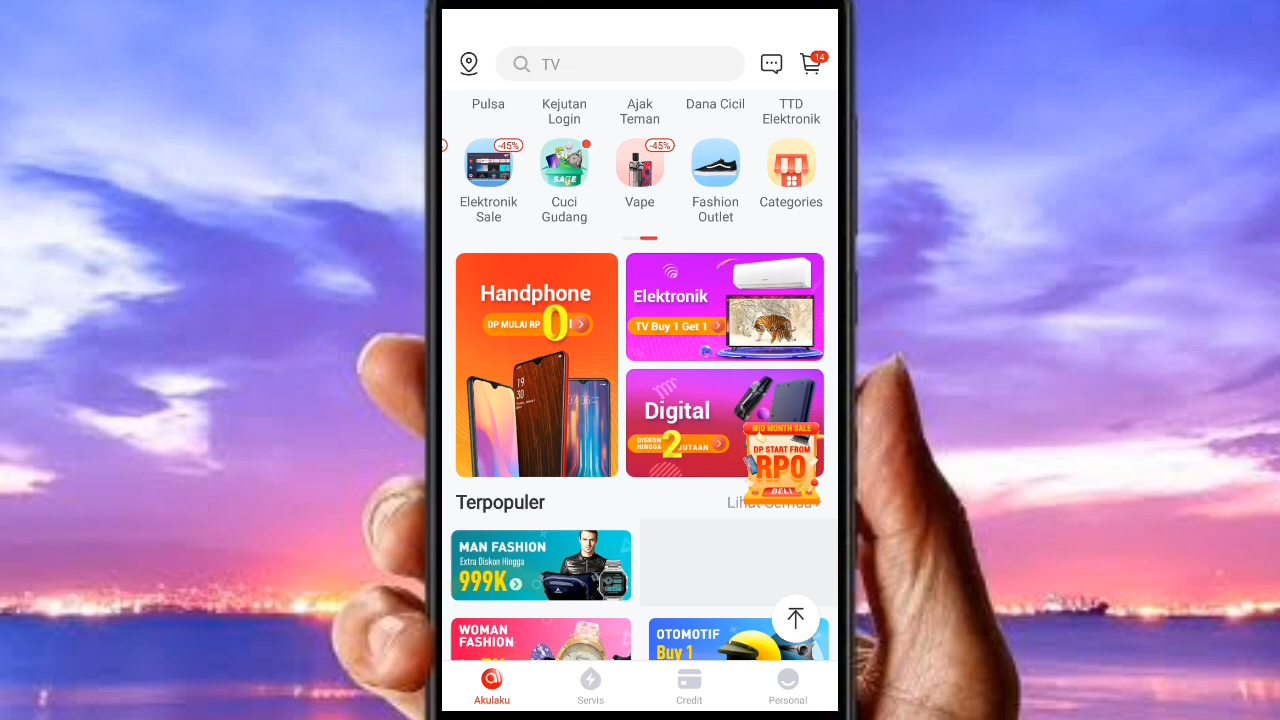 TV
14
Pulsa
Kejutan
Login
Ajak
Teman
Dana Cicil
TTD
Elektronik
-45%
SALE
-45%
Elektronik
Sale
Cuci
Gudang
Vape
Fashion
Outlet
Categories
Handphone
DP MULAI RP 0
Elektronik
TV Buy 1 Get 1
Digital
DISKON
HINGGA 2 JUTAAN
MID MONTH SALE
DP START FROM
RP0
BELI
Terpopuler
Lihat Semua
MAN FASHION
Extra Diskon Hingga
999K
WOMAN
FASHION
OTOMOTIF
Buy 1
Akulaku
Servis
Credit
Personal